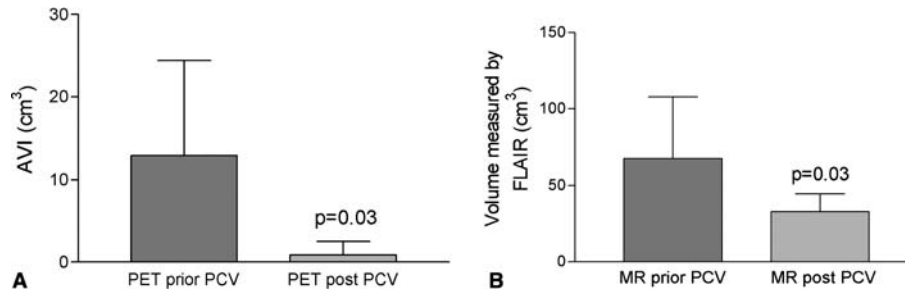 30
20
10
0
AVI (cm³)
p=0.03
PET prior PCV
PET post PCV
A
150
100
50
0
Volume measured by
FLAIR (cm³)
p=0.03
MR prior PCV
MR post PCV
B